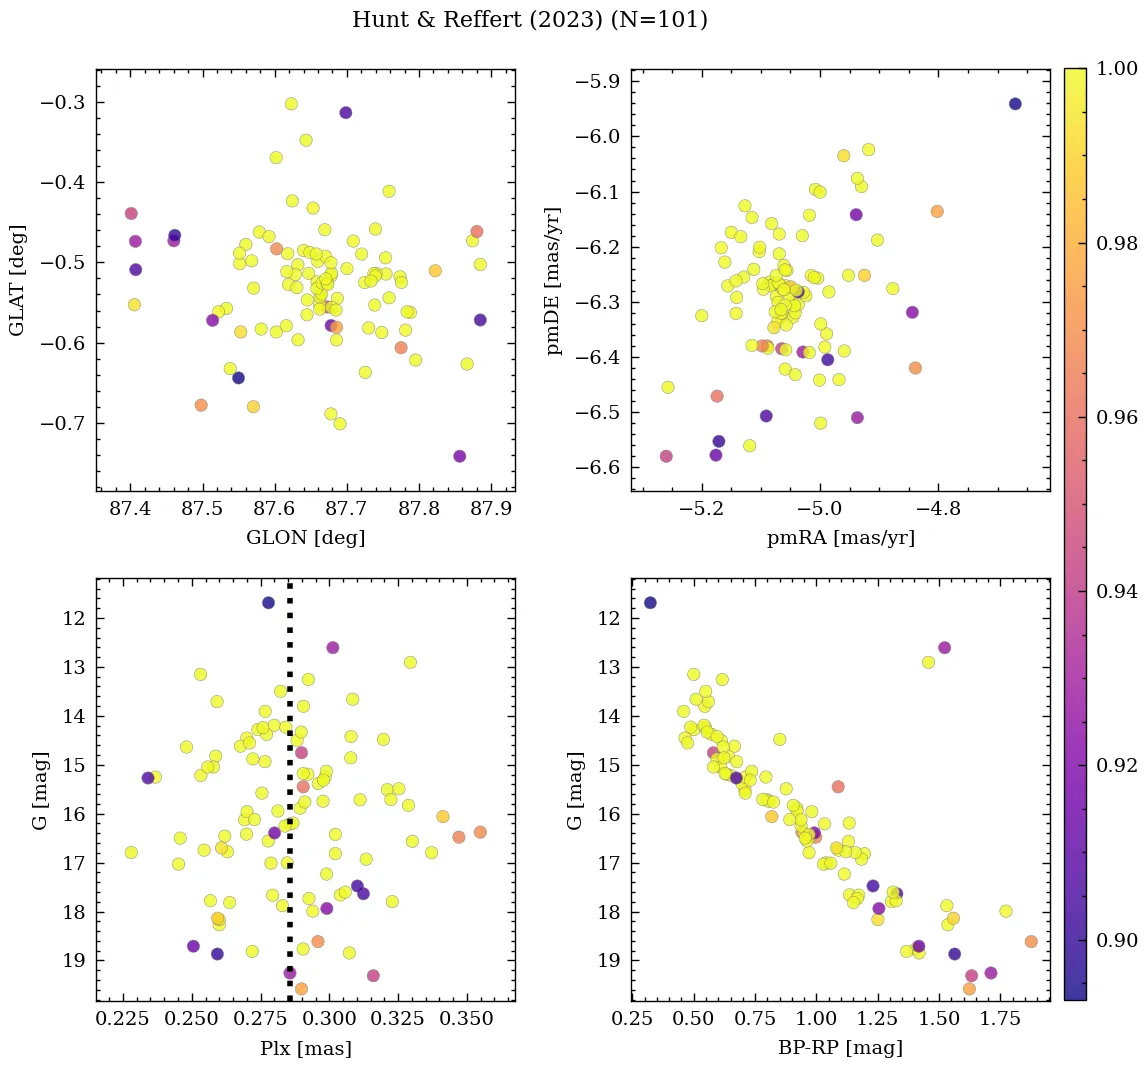 Hunt & Reffert (2023) (N=101)
−0.3
−0.4
−0.5
−0.6
−0.7
GLAT [deg]
87.4 87.5 87.6 87.7 87.8 87.9
GLON [deg]
−5.9
−6.0
−6.1
−6.2
−6.3
−6.4
−6.5
−6.6
pmDE [mas/yr]
−5.2 −5.0 −4.8
pmRA [mas/yr]
12
13
14
15
16
17
18
19
G [mag]
0.225 0.250 0.275 0.300 0.325 0.350
Plx [mas]
12
13
14
15
16
17
18
19
G [mag]
0.25 0.50 0.75 1.00 1.25 1.50 1.75
BP-RP [mag]
1.00
0.98
0.96
0.94
0.92
0.90